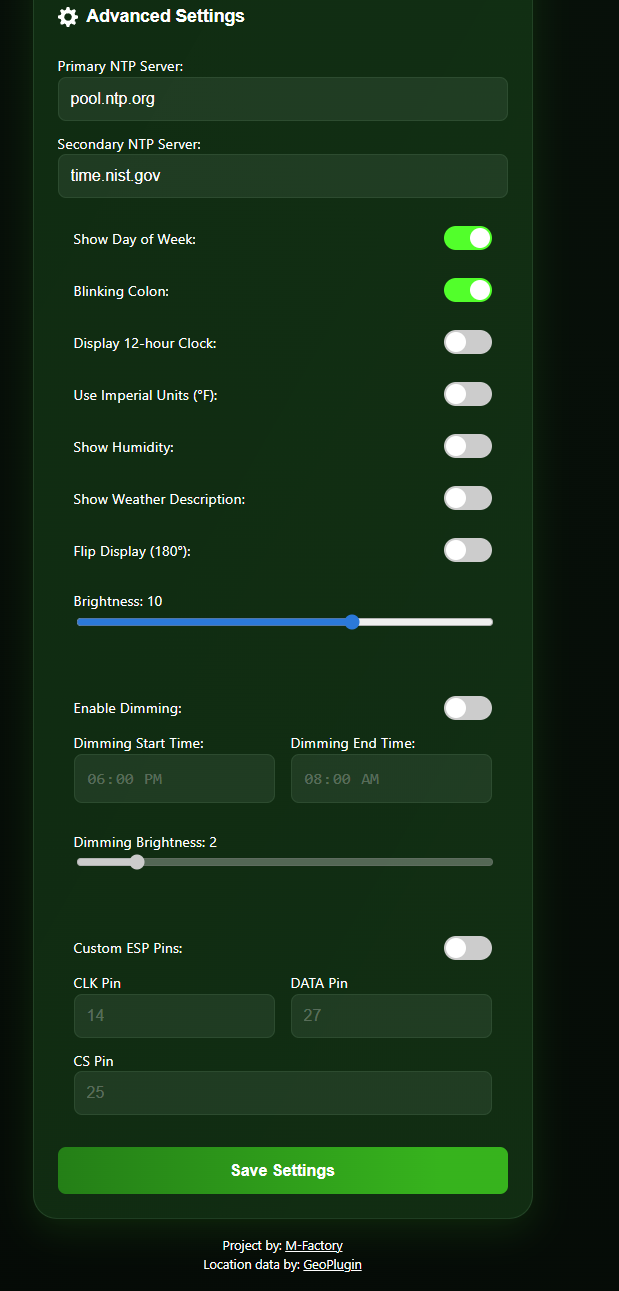 Advanced Settings
Primary NTP Server:
pool.ntp.org
Secondary NTP Server:
time.nist.gov
Show Day of Week:
Blinking Colon:
Display 12-hour Clock:
Use Imperial Units (°F):
Show Humidity:
Show Weather Description:
Flip Display (180°):
Brightness: 10
Enable Dimming:
Dimming Start Time: Dimming End Time:
06:00 PM 08:00 AM
Dimming Brightness: 2
Custom ESP Pins:
CLK Pin DATA Pin
14 27
CS Pin
25
Save Settings
Project by: M-Factory
Location data by: GeoPlugin